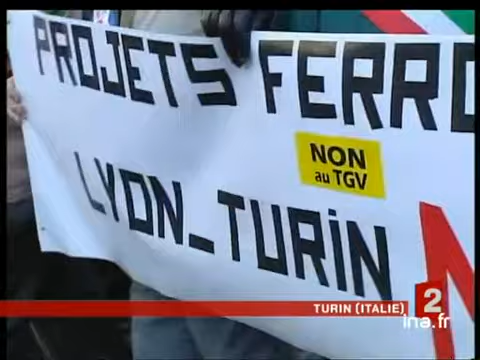 PROJETS FERRO
NON
au TGV
LYON_TURIN
TURIN (ITALIE)
2
ina.fr